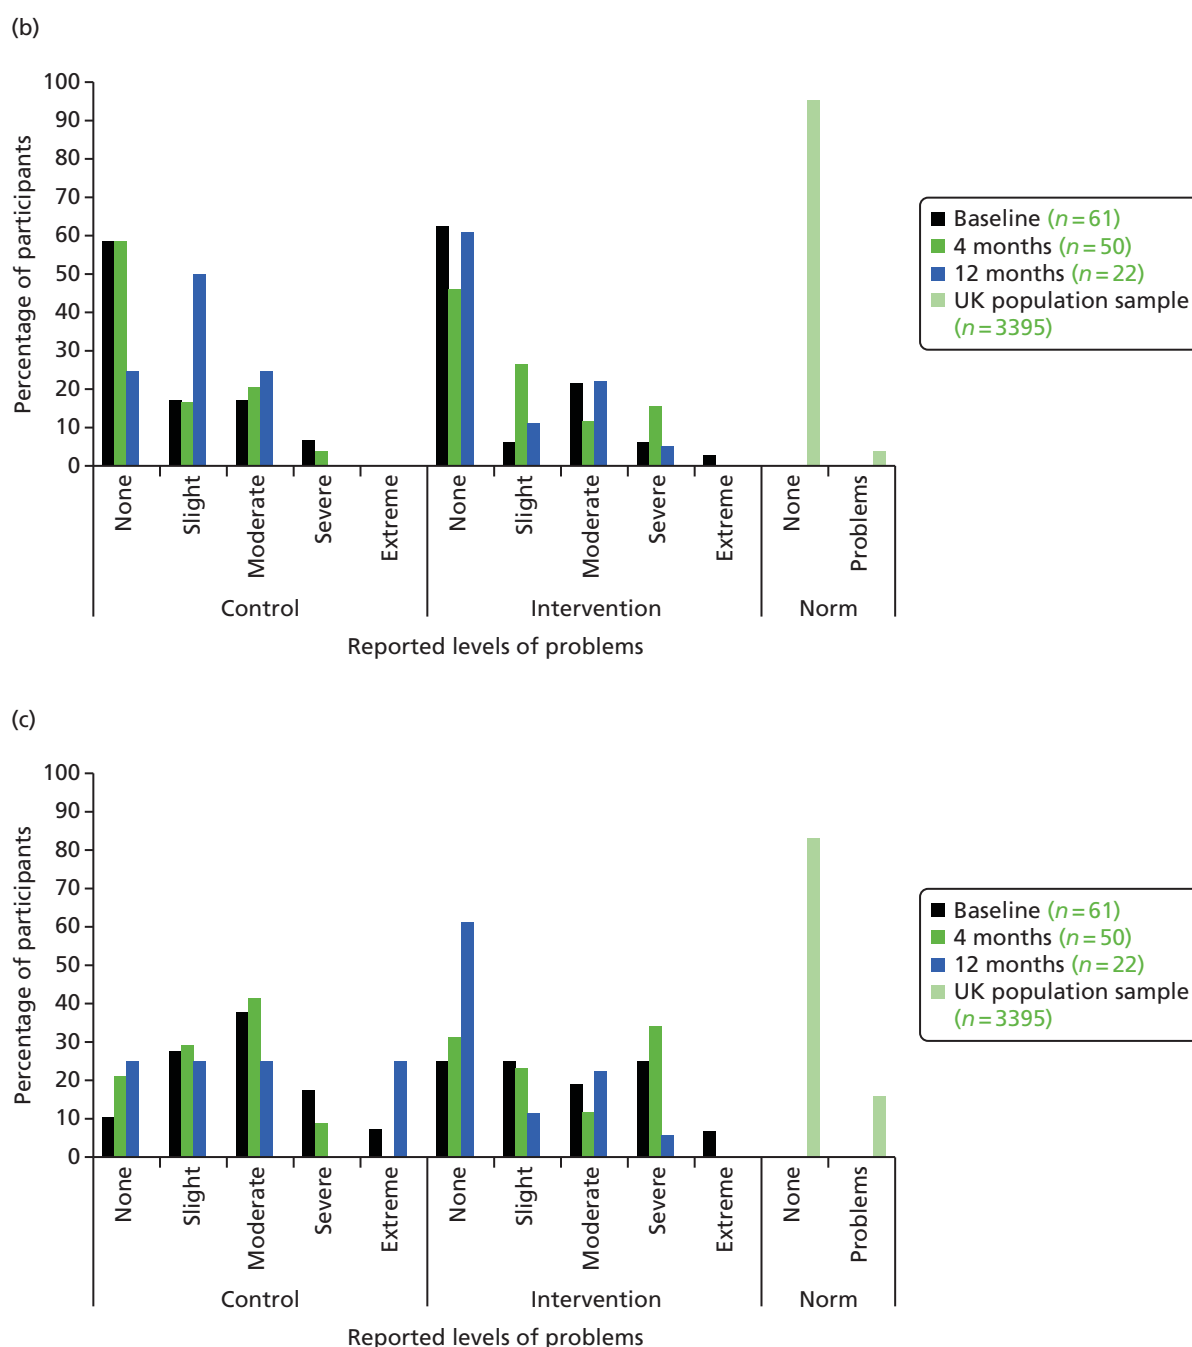 (b)
100
90
80
70
60
50
40
30
20
10
0
Percentage of participants
None
Slight
Moderate
Severe
Extreme
None
Slight
Moderate
Severe
Extreme
None
Problems
Control
Intervention
Norm
Reported levels of problems
Baseline (n=61)
4 months (n=50)
12 months (n=22)
UK population sample
(n=3395)
(c)
100
90
80
70
60
50
40
30
20
10
0
Percentage of participants
None
Slight
Moderate
Severe
Extreme
None
Slight
Moderate
Severe
Extreme
None
Problems
Control
Intervention
Norm
Reported levels of problems
Baseline (n=61)
4 months (n=50)
12 months (n=22)
UK population sample
(n=3395)